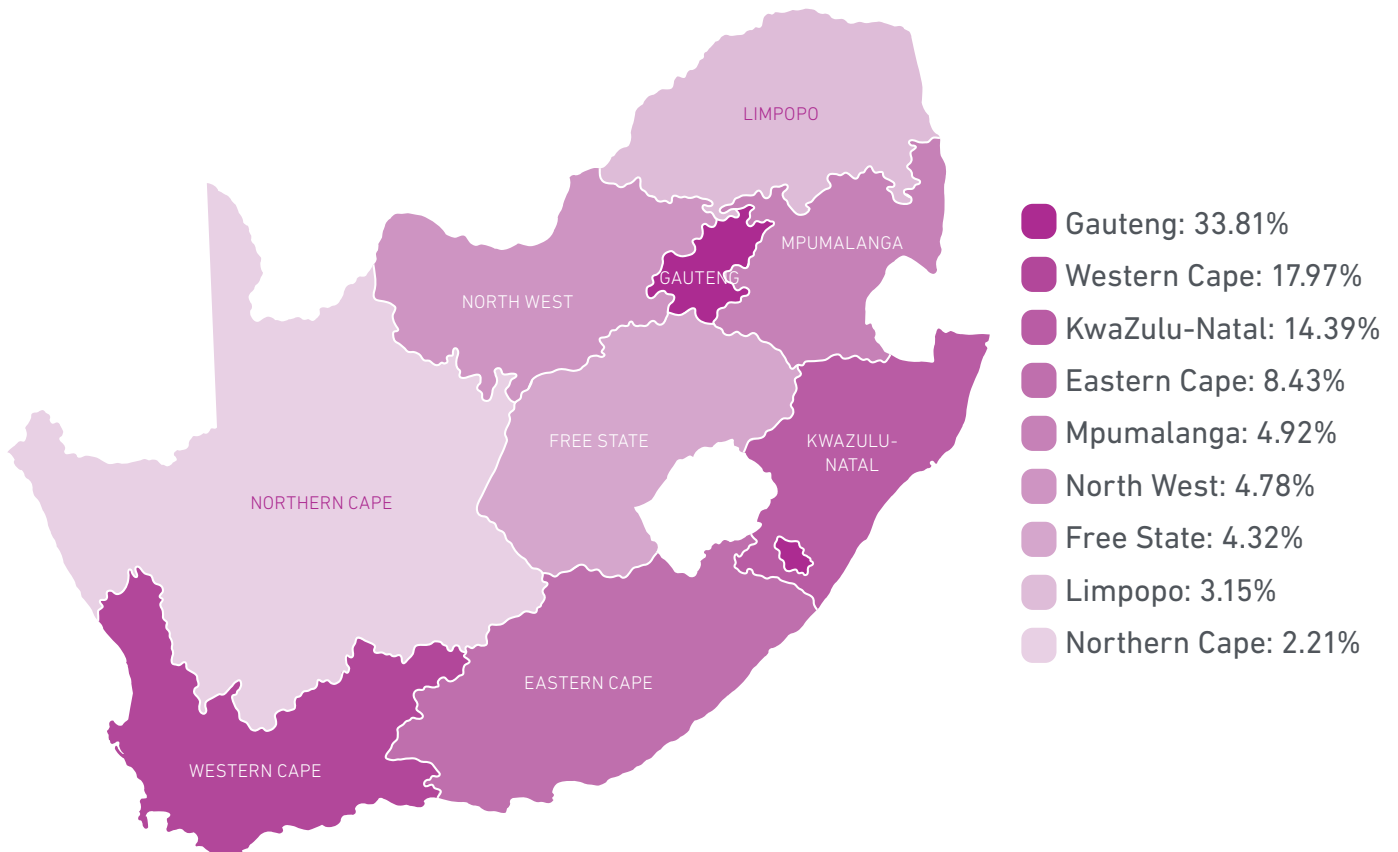 LIMPOPO
MPUMALANGA
GAUTENG
NORTH WEST
FREE STATE
KWAZULU-
NATAL
NORTHERN CAPE
EASTERN CAPE
WESTERN CAPE
Gauteng: 33.81%
Western Cape: 17.97%
KwaZulu-Natal: 14.39%
Eastern Cape: 8.43%
Mpumalanga: 4.92%
North West: 4.78%
Free State: 4.32%
Limpopo: 3.15%
Northern Cape: 2.21%